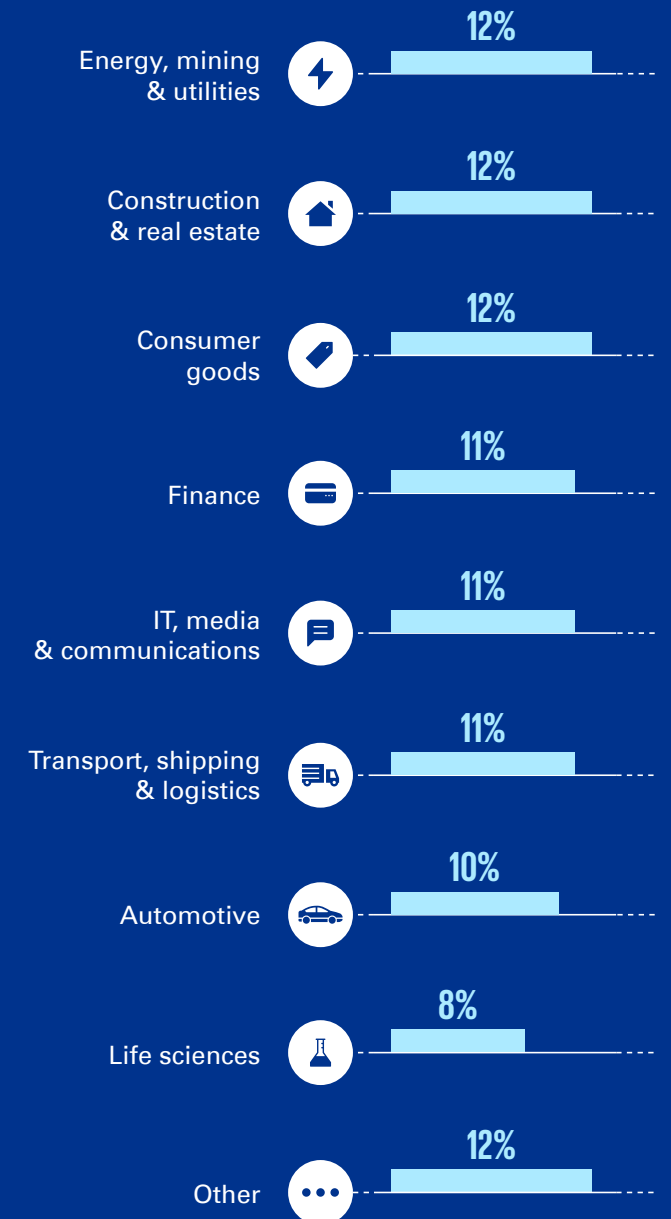 12%
Energy, mining
& utilities
12%
Construction
& real estate
12%
Consumer
goods
11%
Finance
11%
IT, media
& communications
11%
Transport, shipping
& logistics
10%
Automotive
8%
Life sciences
12%
Other